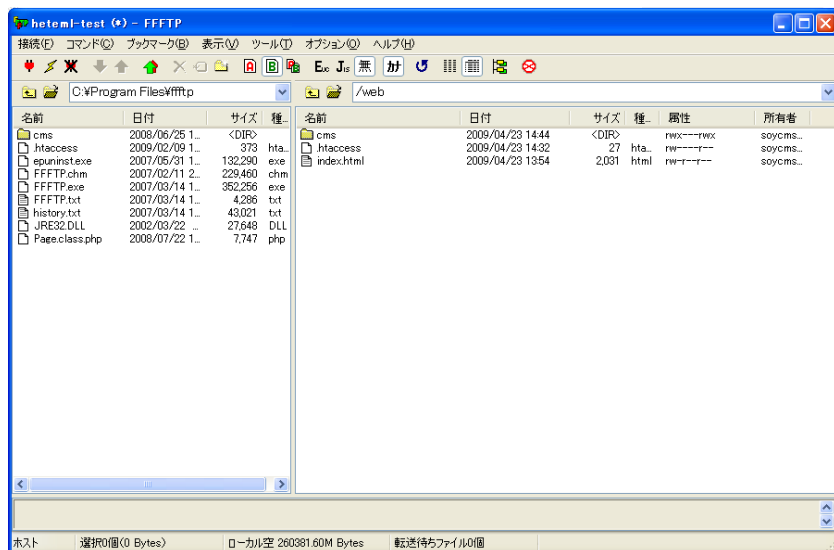 heteml-test (*) - FFFTP
接続(F) コマンド(C) ブックマーク(B) 表示(V) ツール(T) オプション(O) ヘルプ(H)
A B Euc Jis 無 カナ
C:¥Program Files¥ffftp
/web
名前 日付 サイズ 種...
cms 2008/06/25 1... <DIR>
.htaccess 2009/02/09 1... 373 hta...
epuninst.exe 2007/05/31 1... 132,290 exe
FFFTP.chm 2007/02/11 2... 229,460 chm
FFFTP.exe 2007/03/14 1... 352,256 exe
FFFTP.txt 2007/03/14 1... 4,286 txt
history.txt 2007/03/14 1... 43,021 txt
JRE32.DLL 2002/03/22 ... 27,648 DLL
Page.class.php 2008/07/22 1... 7,747 php
名前 日付 サイズ 種... 属性 所有者
cms 2009/04/23 14:44 <DIR> rwx---rwx soycms...
.htaccess 2009/04/23 14:32 27 hta... rw----r-- soycms...
index.html 2009/04/23 13:54 2,031 html rw-r--r-- soycms...
ホスト 選択0個(0 Bytes) ローカル空 260381.60M Bytes 転送待ちファイル0個